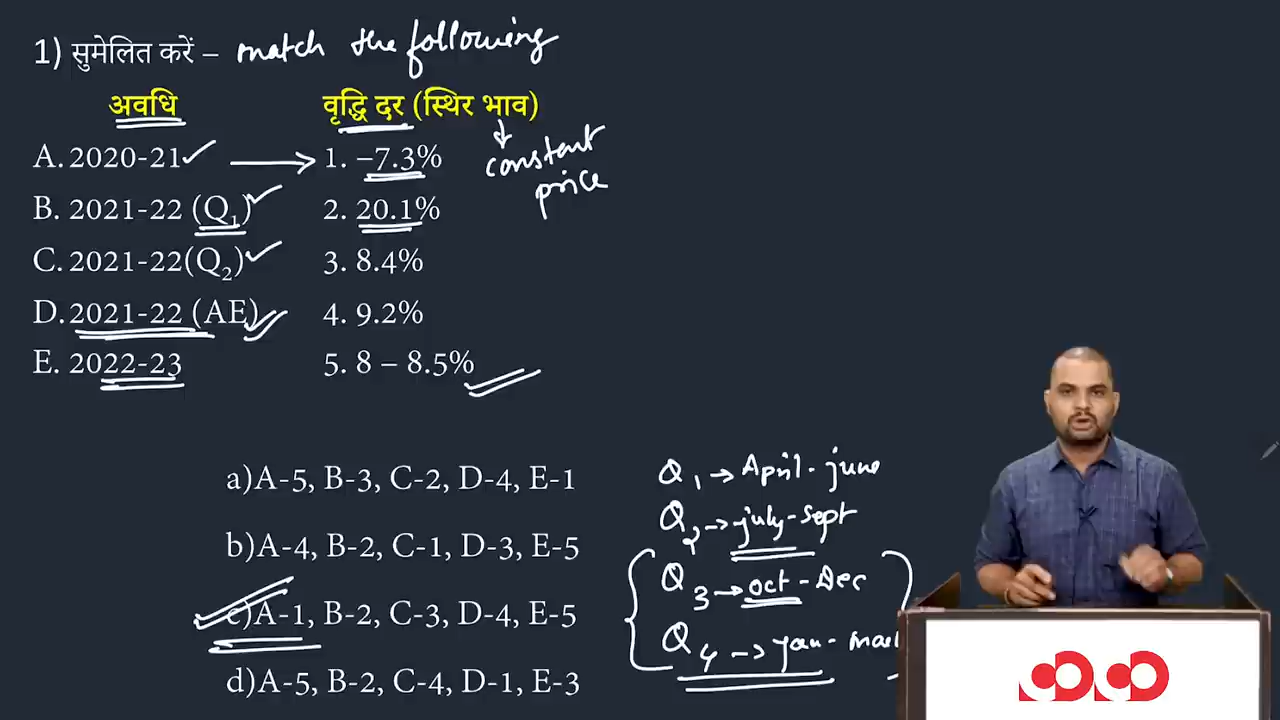 1) सुमेलित करें – match the following
अवधि वृद्धि दर (स्थिर भाव)
constant
price
A. 2020-21 1. –7.3%
B. 2021-22 (Q1) 2. 20.1%
C. 2021-22(Q2) 3. 8.4%
D. 2021-22 (AE) 4. 9.2%
E. 2022-23 5. 8 – 8.5%
a)A-5, B-3, C-2, D-4, E-1
b)A-4, B-2, C-1, D-3, E-5
c)A-1, B-2, C-3, D-4, E-5
d)A-5, B-2, C-4, D-1, E-3
Q1 → April - june
Q2 → july - sept
Q3 → oct - Dec
Q4 → jan -